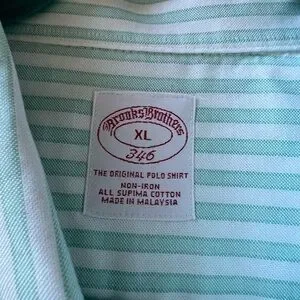 Brooks Brothers
XL
346
THE ORIGINAL POLO SHIRT
NON-IRON
ALL SUPIMA COTTON
MADE IN MALAYSIA